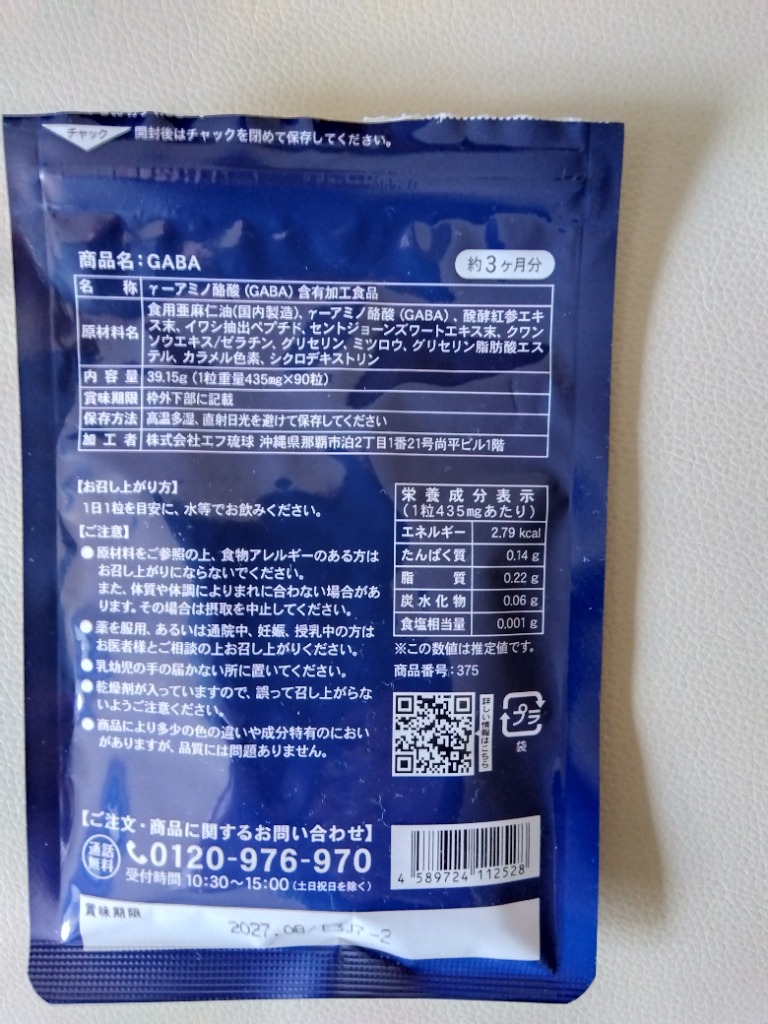 チャック 開封後はチャックを閉めて保存してください。
商品名:GABA
約3ヶ月分
名称 γーアミノ酪酸(GABA)含有加工食品
原材料名 食用亜麻仁油(国内製造)、γーアミノ酪酸(GABA)、醗酵紅参エキ
ス末、イワシ抽出ペプチド、セントジョーンズワートエキス末、クワン
ソウエキス/ゼラチン、グリセリン、ミツロウ、グリセリン脂肪酸エス
テル、カラメル色素、シクロデキストリン
内容量 39.15g(1粒重量435mg×90粒)
賞味期限 枠外下部に記載
保存方法 高温多湿、直射日光を避けて保存してください
加工者 株式会社エフ琉球 沖縄県那覇市泊2丁目1番21号尚平ビル1階
【お召し上がり方】
1日1粒を目安に、水等でお飲みください。
【ご注意】
●原材料をご参照の上、食物アレルギーのある方は
お召し上がりにならないでください。
また、体質や体調によりまれに合わない場合があ
ります。その場合は摂取を中止してください。
●薬を服用、あるいは通院中、妊娠、授乳中の方は
お医者様とご相談の上お召し上がりください。
●乳幼児の手の届かない所に置いてください。
●乾燥剤が入っていますので、誤って召し上がらな
いようご注意ください。
●商品により多少の色の違いや成分特有のにおい
がありますが、品質には問題ありません。
栄養成分表示
(1粒435mgあたり)
エネルギー 2.79 kcal
たんぱく質 0.14 g
脂質 0.22 g
炭水化物 0.06 g
食塩相当量 0.001 g
※この数値は推定値です。
商品番号:375
詳しい情報はこちら
プラ
袋
【ご注文・商品に関するお問い合わせ】
通話無料 0120-976-970
受付時間 10:30〜15:00(土日祝日を除く)
4 589724 112528
賞味期限
2027.08/E3J7-2